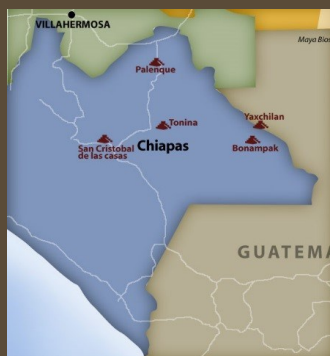 VILLAHERMOSA
Maya Bios
Palenque
Tonina
Yaxchilan
San Cristobal
de las casas
Chiapas
Bonampak
GUATEMA